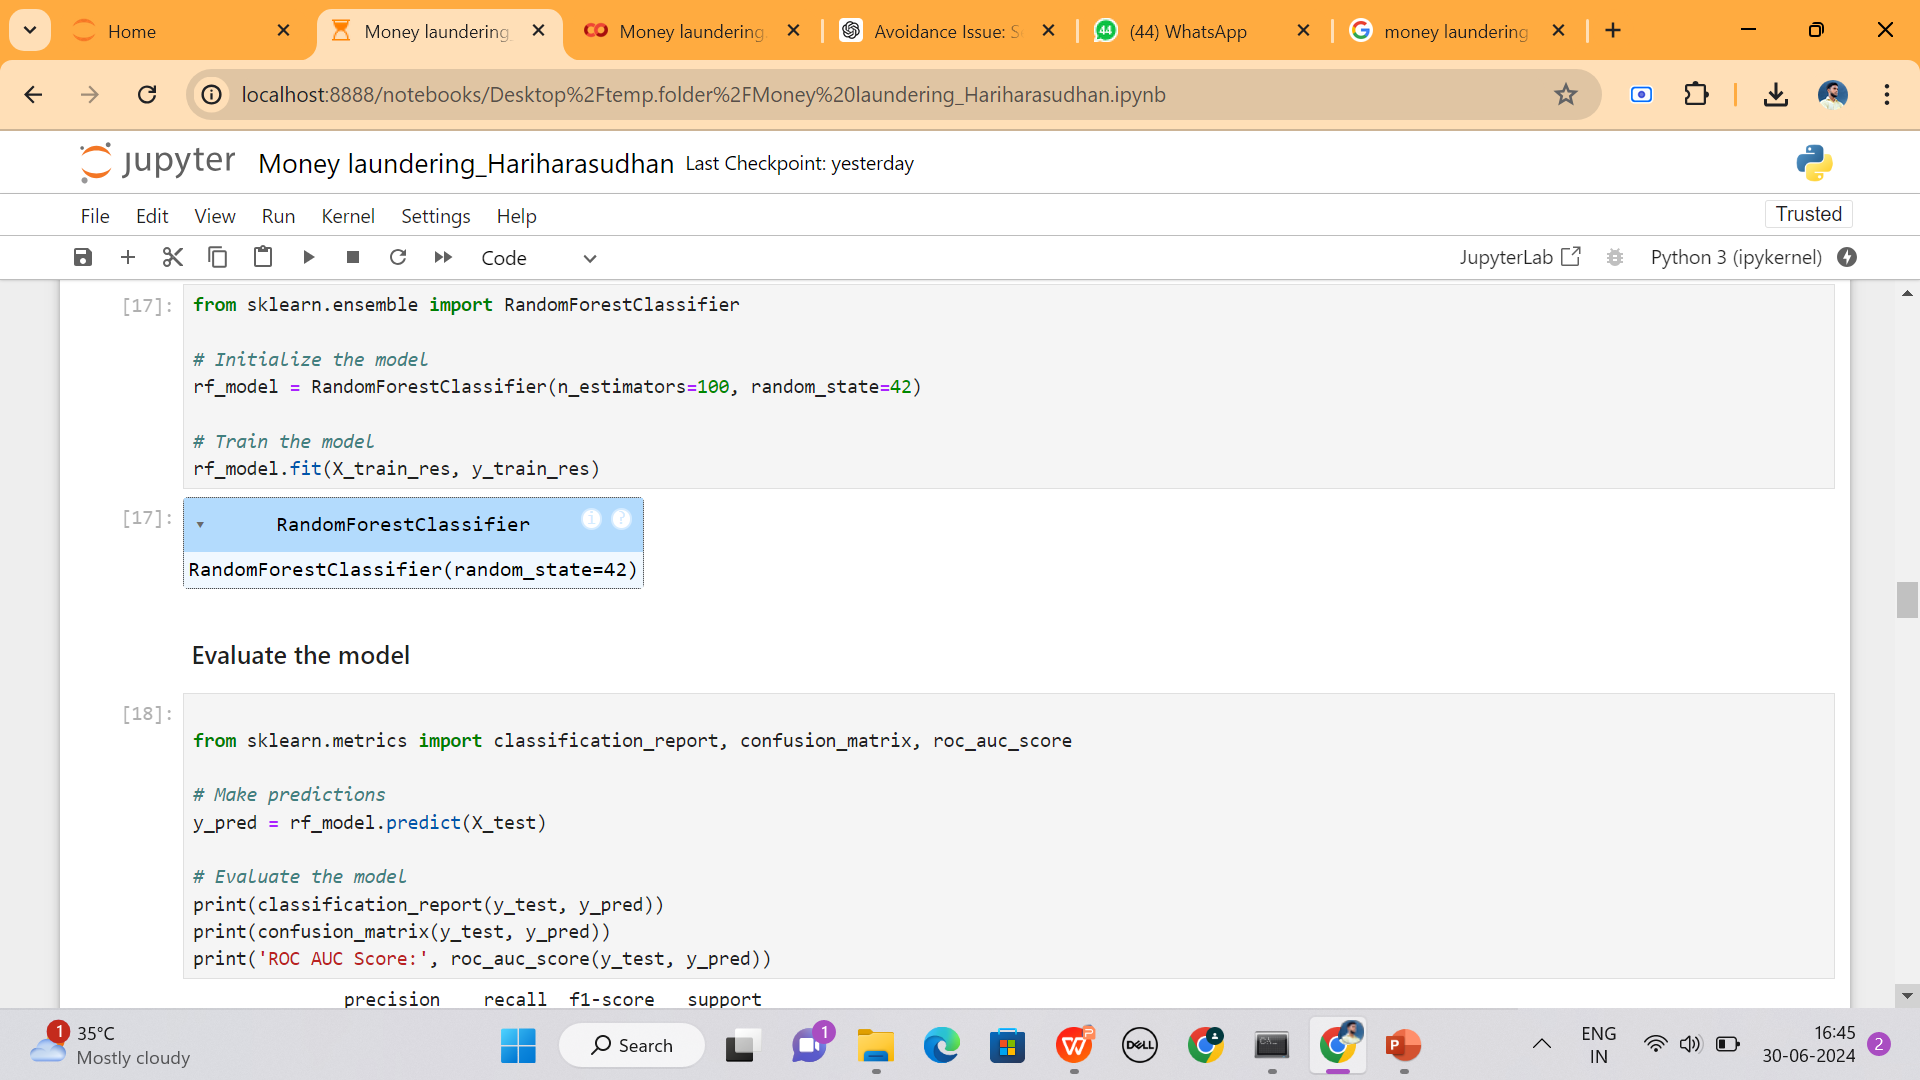 Home
Money laundering_
Money laundering
Avoidance Issue: S
44
(44) WhatsApp
money laundering
localhost:8888/notebooks/Desktop%2Ftemp.folder%2FMoney%20laundering_Hariharasudhan.ipynb
jupyter Money laundering_Hariharasudhan Last Checkpoint: yesterday
File Edit View Run Kernel Settings Help
Trusted
Code
JupyterLab
Python 3 (ipykernel)
[17]:
from sklearn.ensemble import RandomForestClassifier
# Initialize the model
rf_model = RandomForestClassifier(n_estimators=100, random_state=42)
# Train the model
rf_model.fit(X_train_res, y_train_res)
[17]:
RandomForestClassifier
i ?
RandomForestClassifier(random_state=42)
Evaluate the model
[18]:
from sklearn.metrics import classification_report, confusion_matrix, roc_auc_score
# Make predictions
y_pred = rf_model.predict(X_test)
# Evaluate the model
print(classification_report(y_test, y_pred))
print(confusion_matrix(y_test, y_pred))
print('ROC AUC Score:', roc_auc_score(y_test, y_pred))
precision recall f1-score support
1
35°C
Mostly cloudy
Search
1
W
DELL
P
ENG
IN
16:45
30-06-2024
2